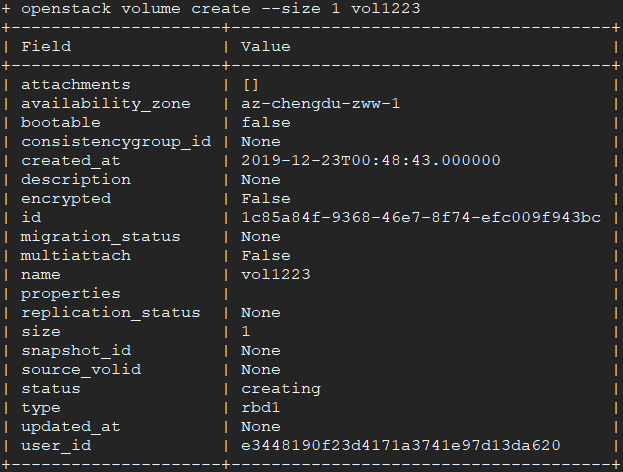 + openstack volume create --size 1 vol1223
+---------------------+--------------------------------------+
| Field               | Value                                |
+---------------------+--------------------------------------+
| attachments         | []                                   |
| availability_zone   | az-chengdu-zww-1                     |
| bootable            | false                                |
| consistencygroup_id | None                                 |
| created_at          | 2019-12-23T00:48:43.000000           |
| description         | None                                 |
| encrypted           | False                                |
| id                  | 1c85a84f-9368-46e7-8f74-efc009f943bc |
| migration_status    | None                                 |
| multiattach         | False                                |
| name                | vol1223                              |
| properties          |                                      |
| replication_status  | None                                 |
| size                | 1                                    |
| snapshot_id         | None                                 |
| source_volid        | None                                 |
| status              | creating                             |
| type                | rbd1                                 |
| updated_at          | None                                 |
| user_id             | e3448190f23d4171a3741e97d13da620     |
+---------------------+--------------------------------------+